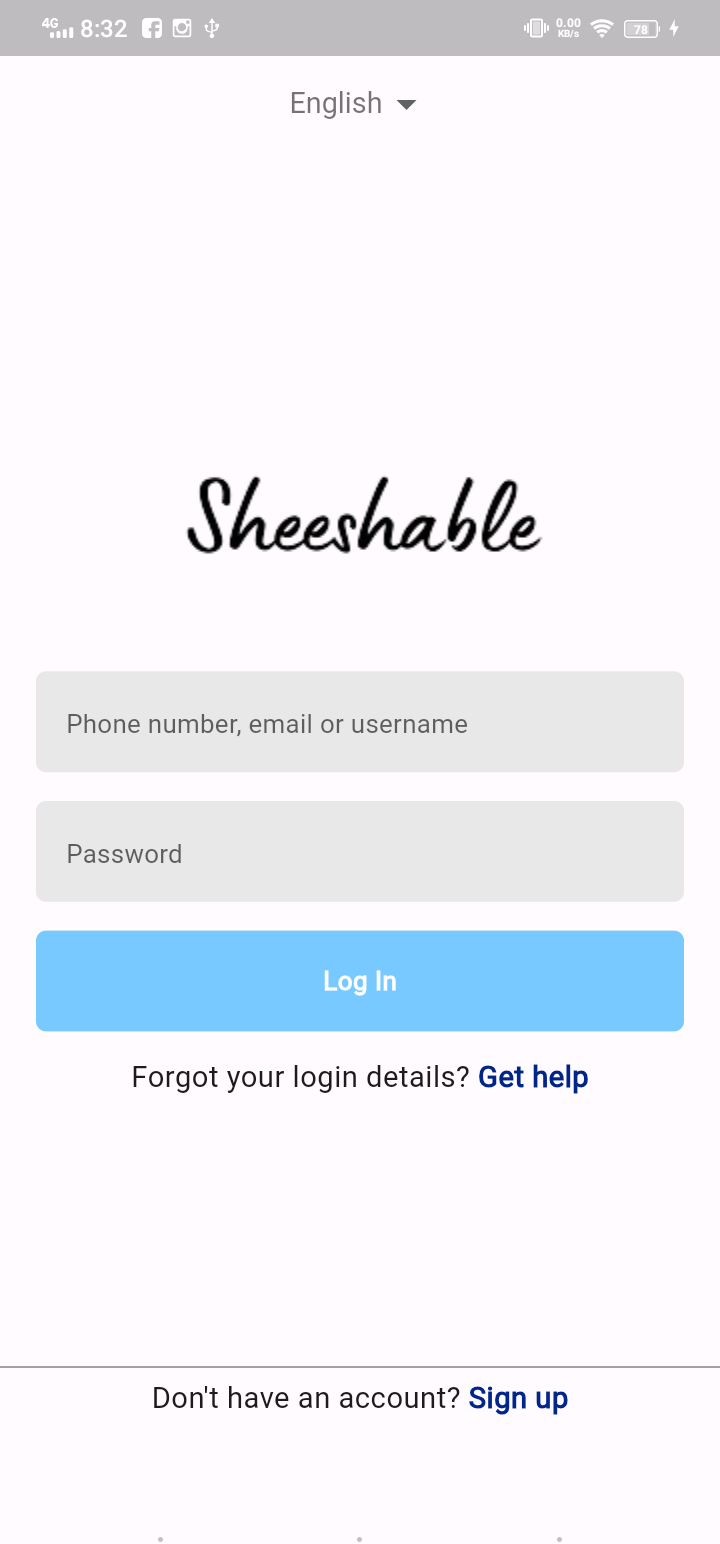 4G 8:32 0.00 KB/s 78
English
Sheeshable
Phone number, email or username
Password
Log In
Forgot your login details? Get help
Don't have an account? Sign up